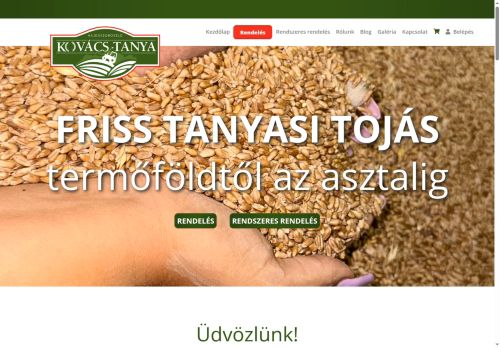 HAJDÚSZOBOSZLÓ
KOVÁCS-TANYA
Kezdőlap Rendelés Rendszeres rendelés Rólunk Blog Galéria Kapcsolat Belépés
FRISS TANYASI TOJÁS
termőföldtől az asztalig
RENDELÉS RENDSZERES RENDELÉS
Üdvözlünk!